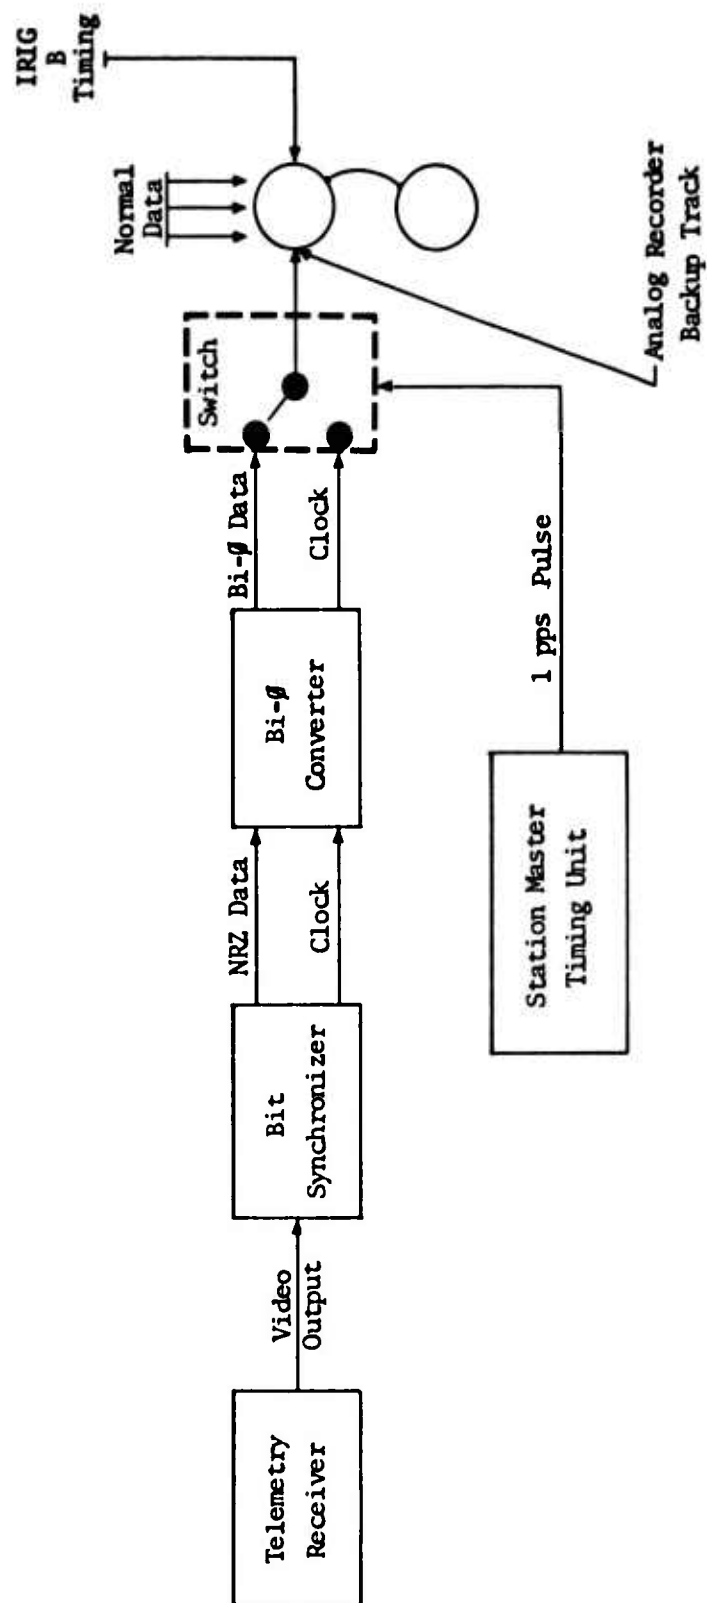 Telemetry
Receiver
Video
Output
Bit
Synchronizer
NRZ Data
Clock
Bi-Ø
Converter
Bi-Ø Data
Clock
Switch
Normal
Data
IRIG
B
Timing
Analog Recorder
Backup Track
1 pps Pulse
Station Master
Timing Unit